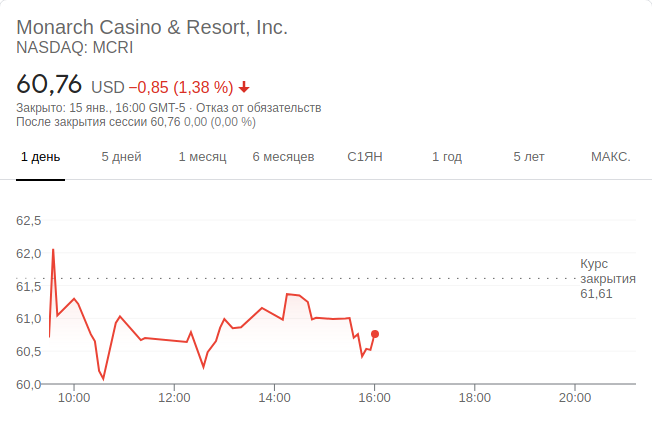 Monarch Casino & Resort, Inc.
NASDAQ: MCRI
60,76 USD −0,85 (1,38 %)
Закрыто: 15 янв., 16:00 GMT-5 · Отказ от обязательств
После закрытия сессии 60,76 0,00 (0,00 %)
1 день 5 дней 1 месяц 6 месяцев С1ЯН 1 год 5 лет МАКС.
62,5
62,0
61,5
61,0
60,5
60,0
Курс
закрытия
61,61
10:00 12:00 14:00 16:00 18:00 20:00